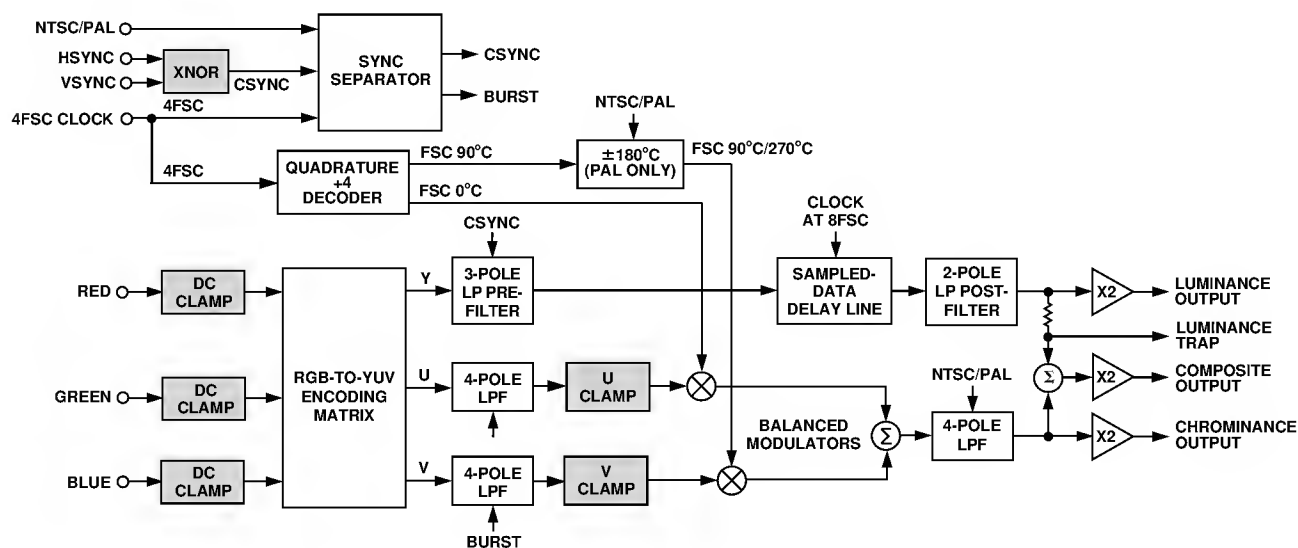 NTSC/PAL
HSYNC
VSYNC
XNOR
CSYNC
4FSC CLOCK
4FSC
SYNC
SEPARATOR
CSYNC
BURST
4FSC
QUADRATURE
+4
DECODER
FSC 90°C
FSC 0°C
NTSC/PAL
±180°C
(PAL ONLY)
FSC 90°C/270°C
CSYNC
CLOCK
AT 8FSC
RED
DC
CLAMP
GREEN
DC
CLAMP
BLUE
DC
CLAMP
RGB-TO-YUV
ENCODING
MATRIX
Y
3-POLE
LP PRE-
FILTER
SAMPLED-
DATA
DELAY LINE
2-POLE
LP POST-
FILTER
X2
LUMINANCE
OUTPUT
LUMINANCE
TRAP
U
4-POLE
LPF
U
CLAMP
Σ
X2
COMPOSITE
OUTPUT
NTSC/PAL
BALANCED
MODULATORS
Σ
4-POLE
LPF
X2
CHROMINANCE
OUTPUT
V
4-POLE
LPF
V
CLAMP
BURST